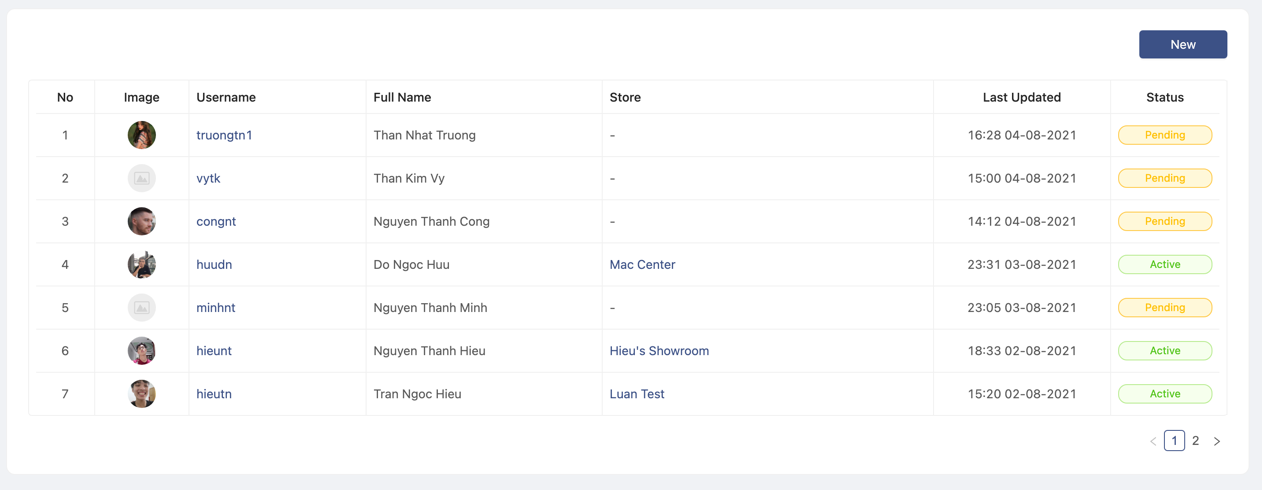 New
No Image Username Full Name Store Last Updated Status
1 truongtn1 Than Nhat Truong - 16:28 04-08-2021 Pending
2 vytk Than Kim Vy - 15:00 04-08-2021 Pending
3 congnt Nguyen Thanh Cong - 14:12 04-08-2021 Pending
4 huudn Do Ngoc Huu Mac Center 23:31 03-08-2021 Active
5 minhnt Nguyen Thanh Minh - 23:05 03-08-2021 Pending
6 hieunt Nguyen Thanh Hieu Hieu's Showroom 18:33 02-08-2021 Active
7 hieutn Tran Ngoc Hieu Luan Test 15:20 02-08-2021 Active
< 1 2 >